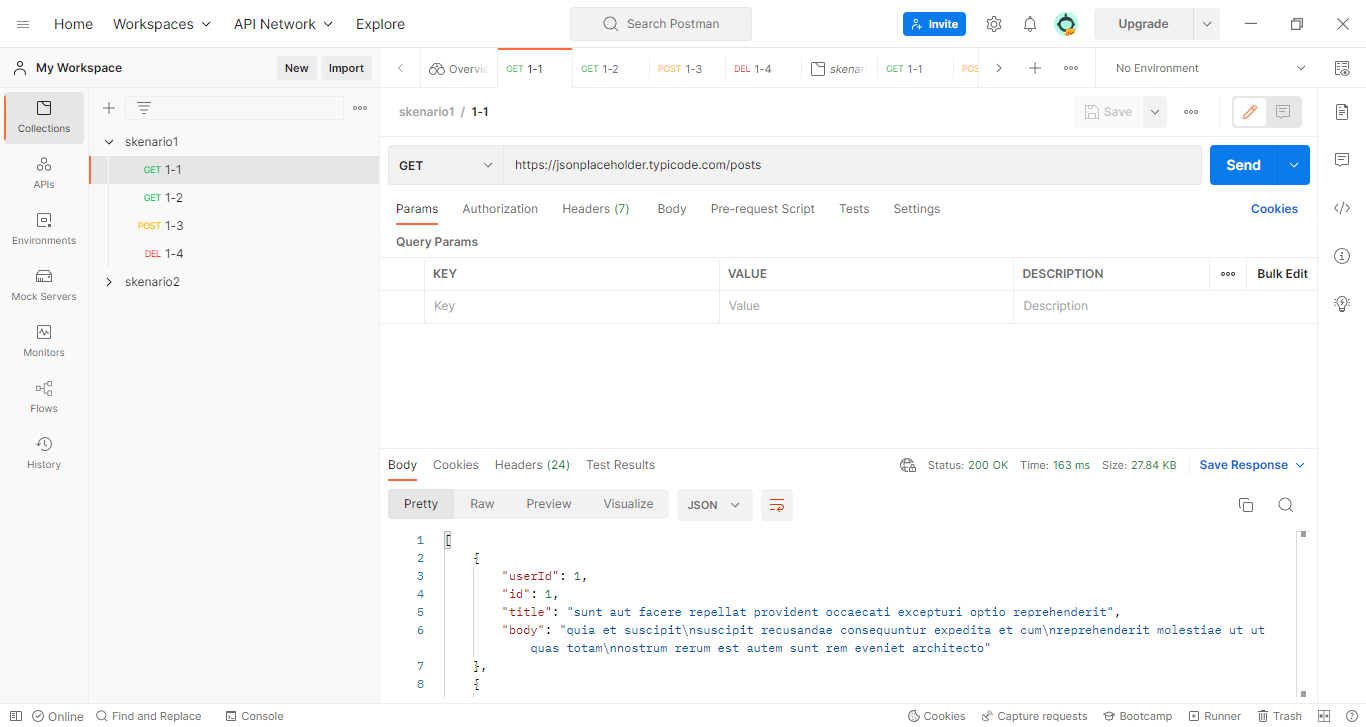 Home Workspaces API Network Explore Search Postman Invite Upgrade
My Workspace New Import Overvie GET 1-1 GET 1-2 POST 1-3 DEL 1-4 skenar GET 1-1 POS No Environment
Collections
APIs
Environments
Mock Servers
Monitors
Flows
History
skenario1
GET 1-1
GET 1-2
POST 1-3
DEL 1-4
skenario2
skenario1 / 1-1 Save
GET https://jsonplaceholder.typicode.com/posts Send
Params Authorization Headers (7) Body Pre-request Script Tests Settings Cookies
Query Params
KEY VALUE DESCRIPTION Bulk Edit
Key Value Description
Body Cookies Headers (24) Test Results Status: 200 OK Time: 163 ms Size: 27.84 KB Save Response
Pretty Raw Preview Visualize JSON
1 [
2 {
3 "userId": 1,
4 "id": 1,
5 "title": "sunt aut facere repellat provident occaecati excepturi optio reprehenderit",
6 "body": "quia et suscipit\nsuscipit recusandae consequuntur expedita et cum\nreprehenderit molestiae ut ut
quas totam\nnostrum rerum est autem sunt rem eveniet architecto"
7 },
8 {
Online Find and Replace Console Cookies Capture requests Bootcamp Runner Trash